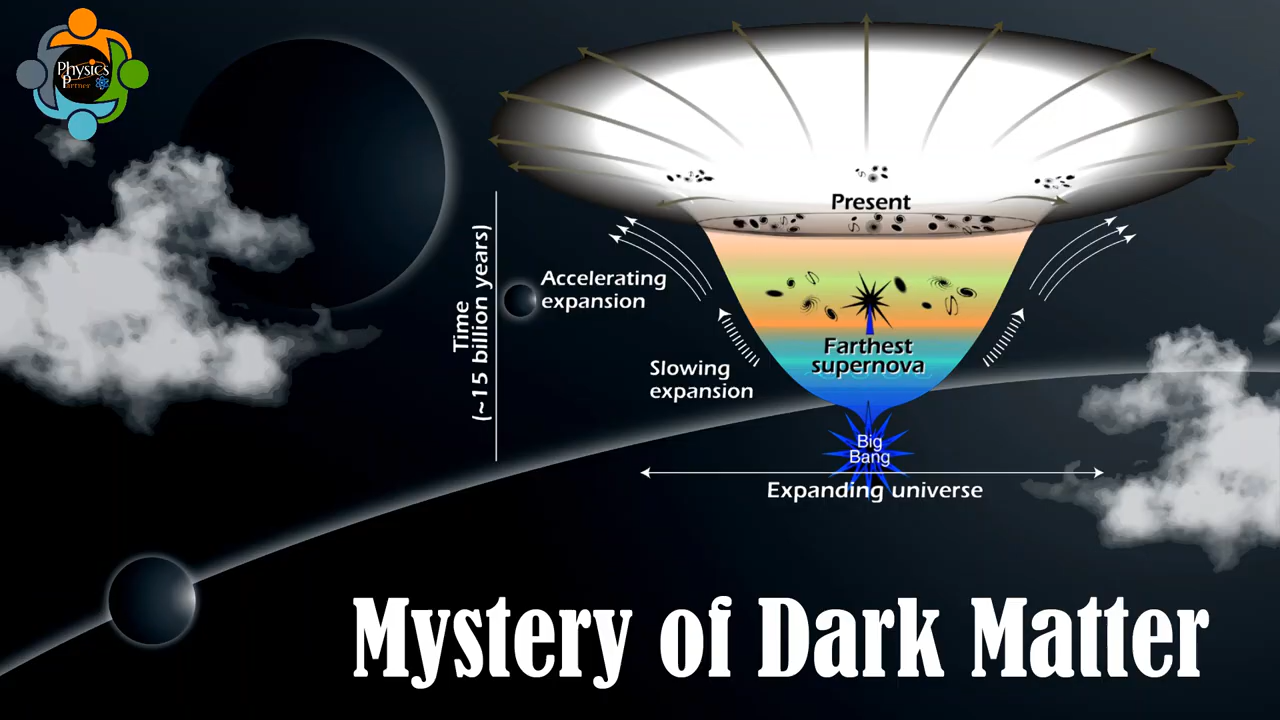 Physics
Partner
Present
Accelerating
expansion
Time
(~15 billion years)
Farthest
supernova
Slowing
expansion
Big
Bang
Expanding universe
Mystery of Dark Matter